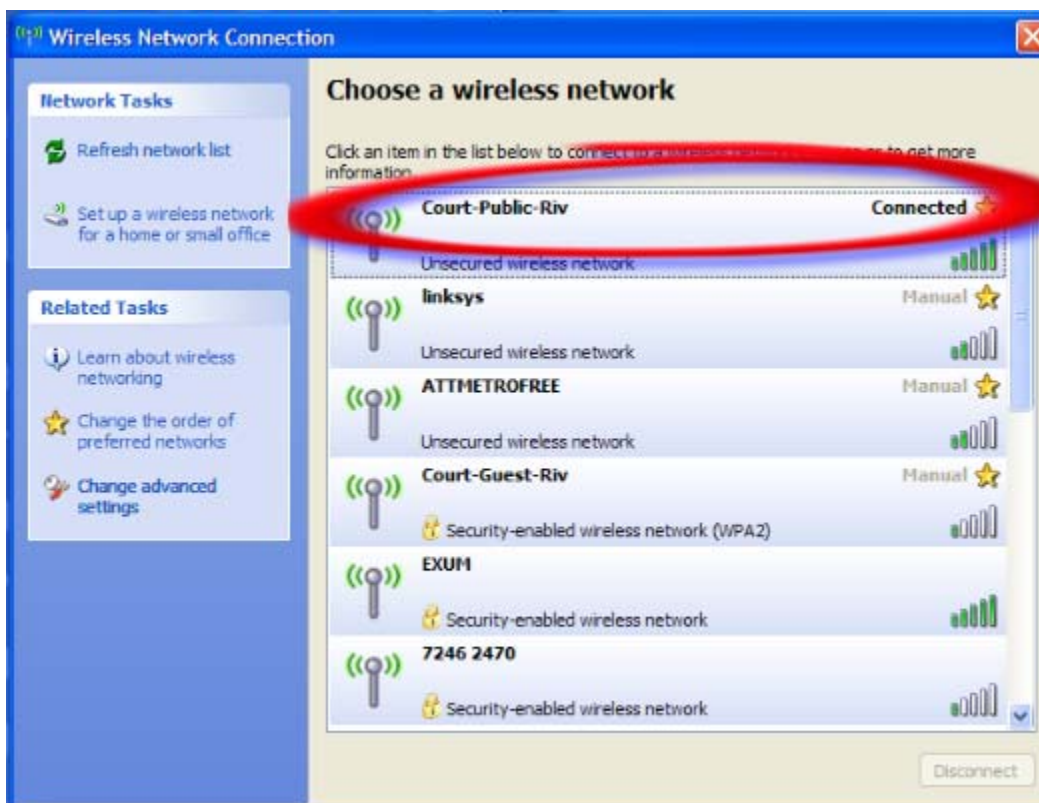 Wireless Network Connection
Network Tasks
Refresh network list
Set up a wireless network
for a home or small office
Related Tasks
Learn about wireless
networking
Change the order of
preferred networks
Change advanced
settings
Choose a wireless network
Click an item in the list below to connect to a wireless network or to get more
information.
Court-Public-Riv
Connected
Unsecured wireless network
linksys
Manual
Unsecured wireless network
ATTMETROFREE
Manual
Unsecured wireless network
Court-Guest-Riv
Manual
Security-enabled wireless network (WPA2)
EXUM
Security-enabled wireless network
7246 2470
Security-enabled wireless network
Disconnect